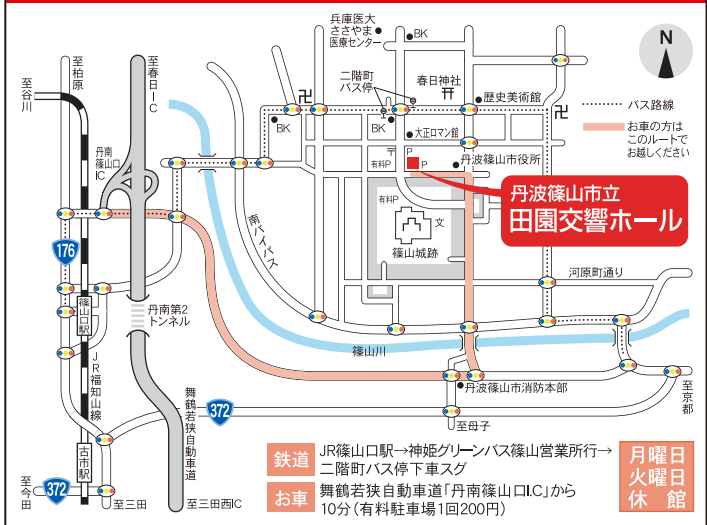 兵庫医大
ささやま
医療センター
BK
N
至柏原
至春日IC
至谷川
二階町
バス停
春日神社
歴史美術館
卍
卍
バス路線
お車の方は
このルートで
お越しください
BK
BK
大正ロマン館
丹南
篠山口
IC
〒
有料P
P
P
丹波篠山市役所
丹波篠山市立
田園交響ホール
有料P
文
篠山城跡
南バイパス
176
河原町通り
篠山口駅
丹南第2
トンネル
篠山川
JR福知山線
舞鶴若狭自動車道
丹波篠山市消防本部
372
至京都
至母子
古市駅
至今田
372
至三田
至三田西IC
鉄道
JR篠山口駅→神姫グリーンバス篠山営業所行→
二階町バス停下車スグ
お車
舞鶴若狭自動車道「丹南篠山口I.C」から
10分(有料駐車場1回200円)
月曜日
火曜日
休館